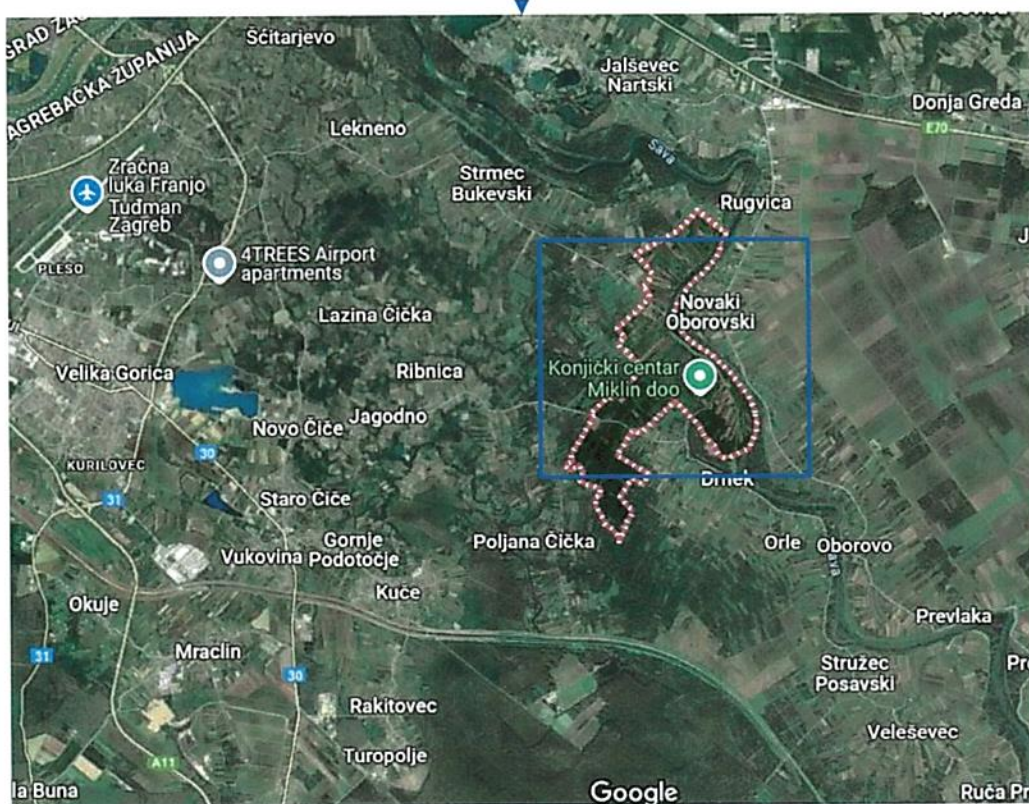 GRAD ZAG
ZAGREBAČKA ŽUPANIJA
Ščitarjevo
Jalševec
Nartski
Donja Greda
E70
Lekneno
Sava
Strmec
Bukevski
Zračna
luka Franjo
Tuđman
Zagreb
Rugvica
4TREES Airport
apartments
PLESO
Novaki
Oborovski
Lazina Čička
Konjički centar
Miklin doo
Velika Gorica
Ribnica
Jagodno
Novo Čiče
30
KURILOVEC
31
Staro Čiče
Drnek
Vukovina
Gornje
Podotočje
Poljana Čička
Orle
Oborovo
Kuče
Okuje
Prevlaka
Mraclin
31
30
Stružec
Posavski
Rakitovec
Veleševec
Turopolje
A11
la Buna
Google
Ruča Pr